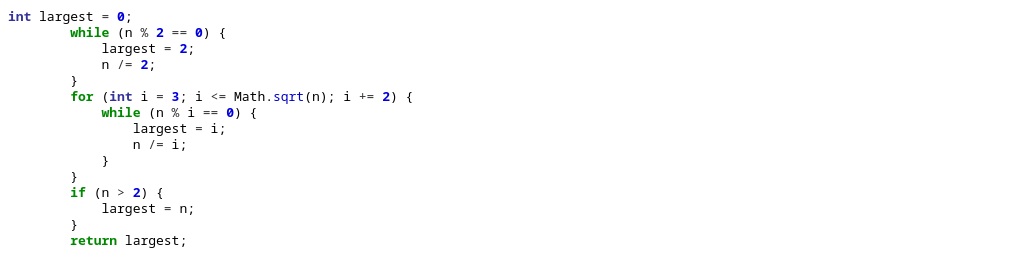 int largest = 0;
        while (n % 2 == 0) {
            largest = 2;
            n /= 2;
        }
        for (int i = 3; i <= Math.sqrt(n); i += 2) {
            while (n % i == 0) {
                largest = i;
                n /= i;
            }
        }
        if (n > 2) {
            largest = n;
        }
        return largest;